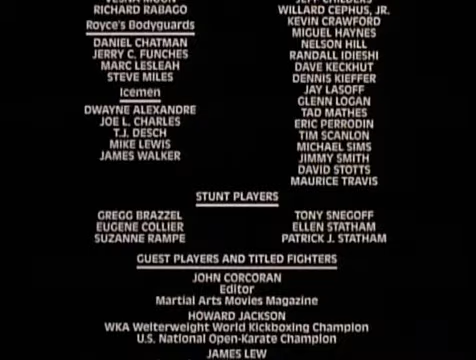 RICHARD RABAGO
Royce's Bodyguards
DANIEL CHATMAN
JERRY C. FUNCHES
MARC LESLEAH
STEVE MILES
Icemen
DWAYNE ALEXANDRE
JOE L. CHARLES
T.J. DESCH
MIKE LEWIS
JAMES WALKER
WILLARD CEPHUS, JR.
KEVIN CRAWFORD
MIGUEL HAYNES
NELSON HILL
RANDALL IDIESHI
DAVE KECKHUT
DENNIS KIEFFER
JAY LASOFF
GLENN LOGAN
TAD MATHES
ERIC PERRODIN
TIM SCANLON
MICHAEL SIMS
JIMMY SMITH
DAVID STOTTS
MAURICE TRAVIS
STUNT PLAYERS
GREGG BRAZZEL
EUGENE COLLIER
SUZANNE RAMPE
TONY SNEGOFF
ELLEN STATHAM
PATRICK J. STATHAM
GUEST PLAYERS AND TITLED FIGHTERS
JOHN CORCORAN
Editor
Martial Arts Movies Magazine
HOWARD JACKSON
WKA Welterweight World Kickboxing Champion
U.S. National Open-Karate Champion
JAMES LEW